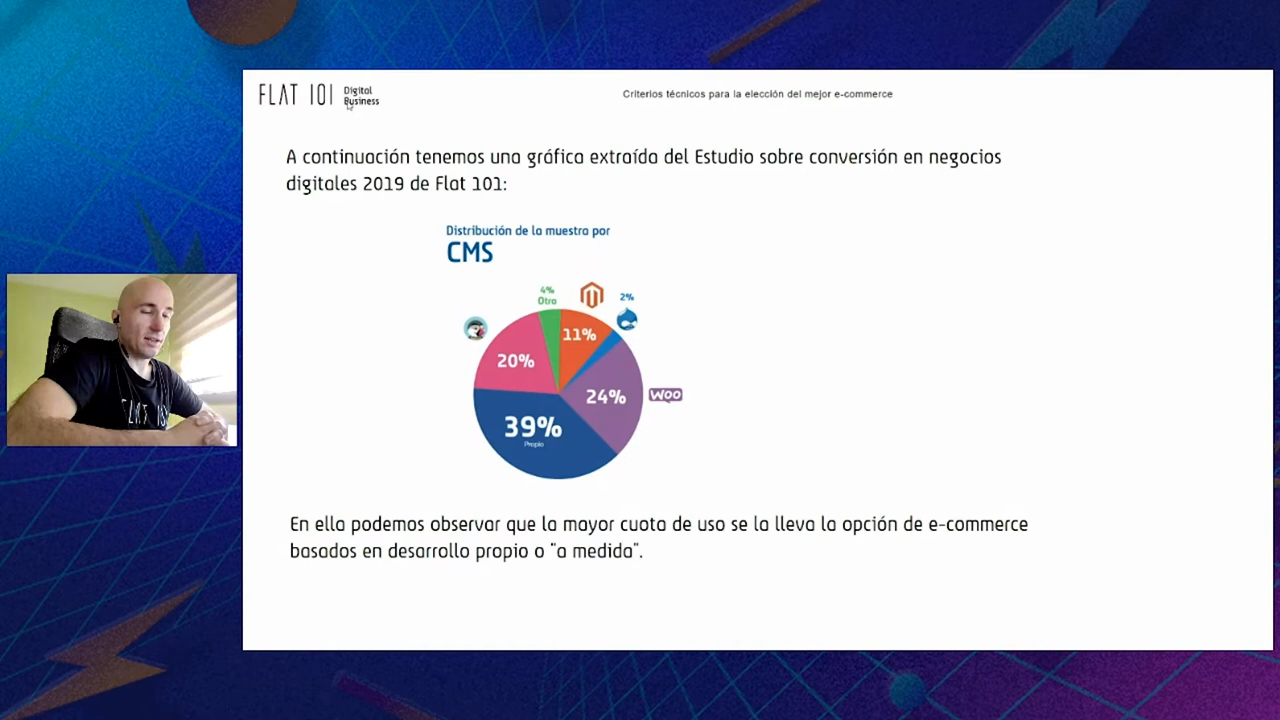 FLAT 101 Digital
Business
Criterios técnicos para la elección del mejor e-commerce
A continuación tenemos una gráfica extraída del Estudio sobre conversión en negocios
digitales 2019 de Flat 101:
Distribución de la muestra por
CMS
4%
Otro
2%
11%
20%
24%
WOO
39%
Propio
FLAT 101
En ella podemos observar que la mayor cuota de uso se la lleva la opción de e-commerce
basados en desarrollo propio o "a medida".